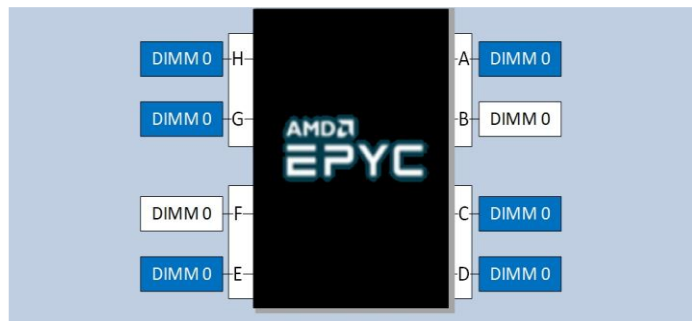 DIMM 0 H A DIMM 0
DIMM 0 G B DIMM 0
AMD
EPYC
DIMM 0 F C DIMM 0
DIMM 0 E D DIMM 0